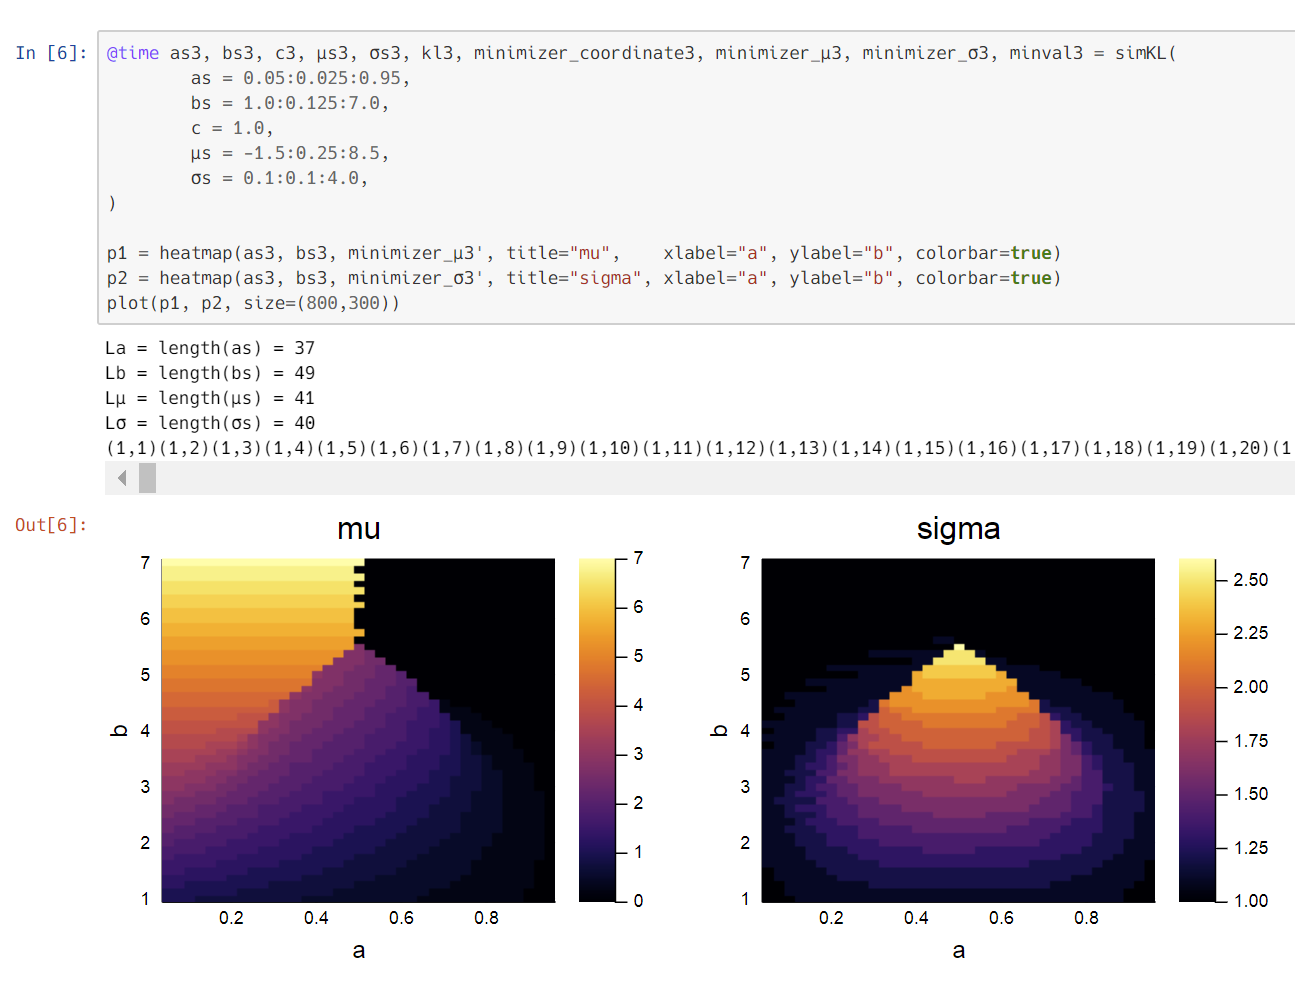 In [6]: @time as3, bs3, c3, μs3, σs3, kl3, minimizer_coordinate3, minimizer_μ3, minimizer_σ3, minval3 = simKL(
as = 0.05:0.025:0.95,
bs = 1.0:0.125:7.0,
c = 1.0,
μs = -1.5:0.25:8.5,
σs = 0.1:0.1:4.0,
)
p1 = heatmap(as3, bs3, minimizer_μ3', title="mu", xlabel="a", ylabel="b", colorbar=true)
p2 = heatmap(as3, bs3, minimizer_σ3', title="sigma", xlabel="a", ylabel="b", colorbar=true)
plot(p1, p2, size=(800,300))
La = length(as) = 37
Lb = length(bs) = 49
Lμ = length(μs) = 41
Lσ = length(σs) = 40
(1,1)(1,2)(1,3)(1,4)(1,5)(1,6)(1,7)(1,8)(1,9)(1,10)(1,11)(1,12)(1,13)(1,14)(1,15)(1,16)(1,17)(1,18)(1,19)(1,20)(1
Out[6]:
mu
7
6
5
4
3
2
1
b
0.2 0.4 0.6 0.8
a
7
6
5
4
3
2
1
0
sigma
7
6
5
4
3
2
1
b
0.2 0.4 0.6 0.8
a
2.50
2.25
2.00
1.75
1.50
1.25
1.00